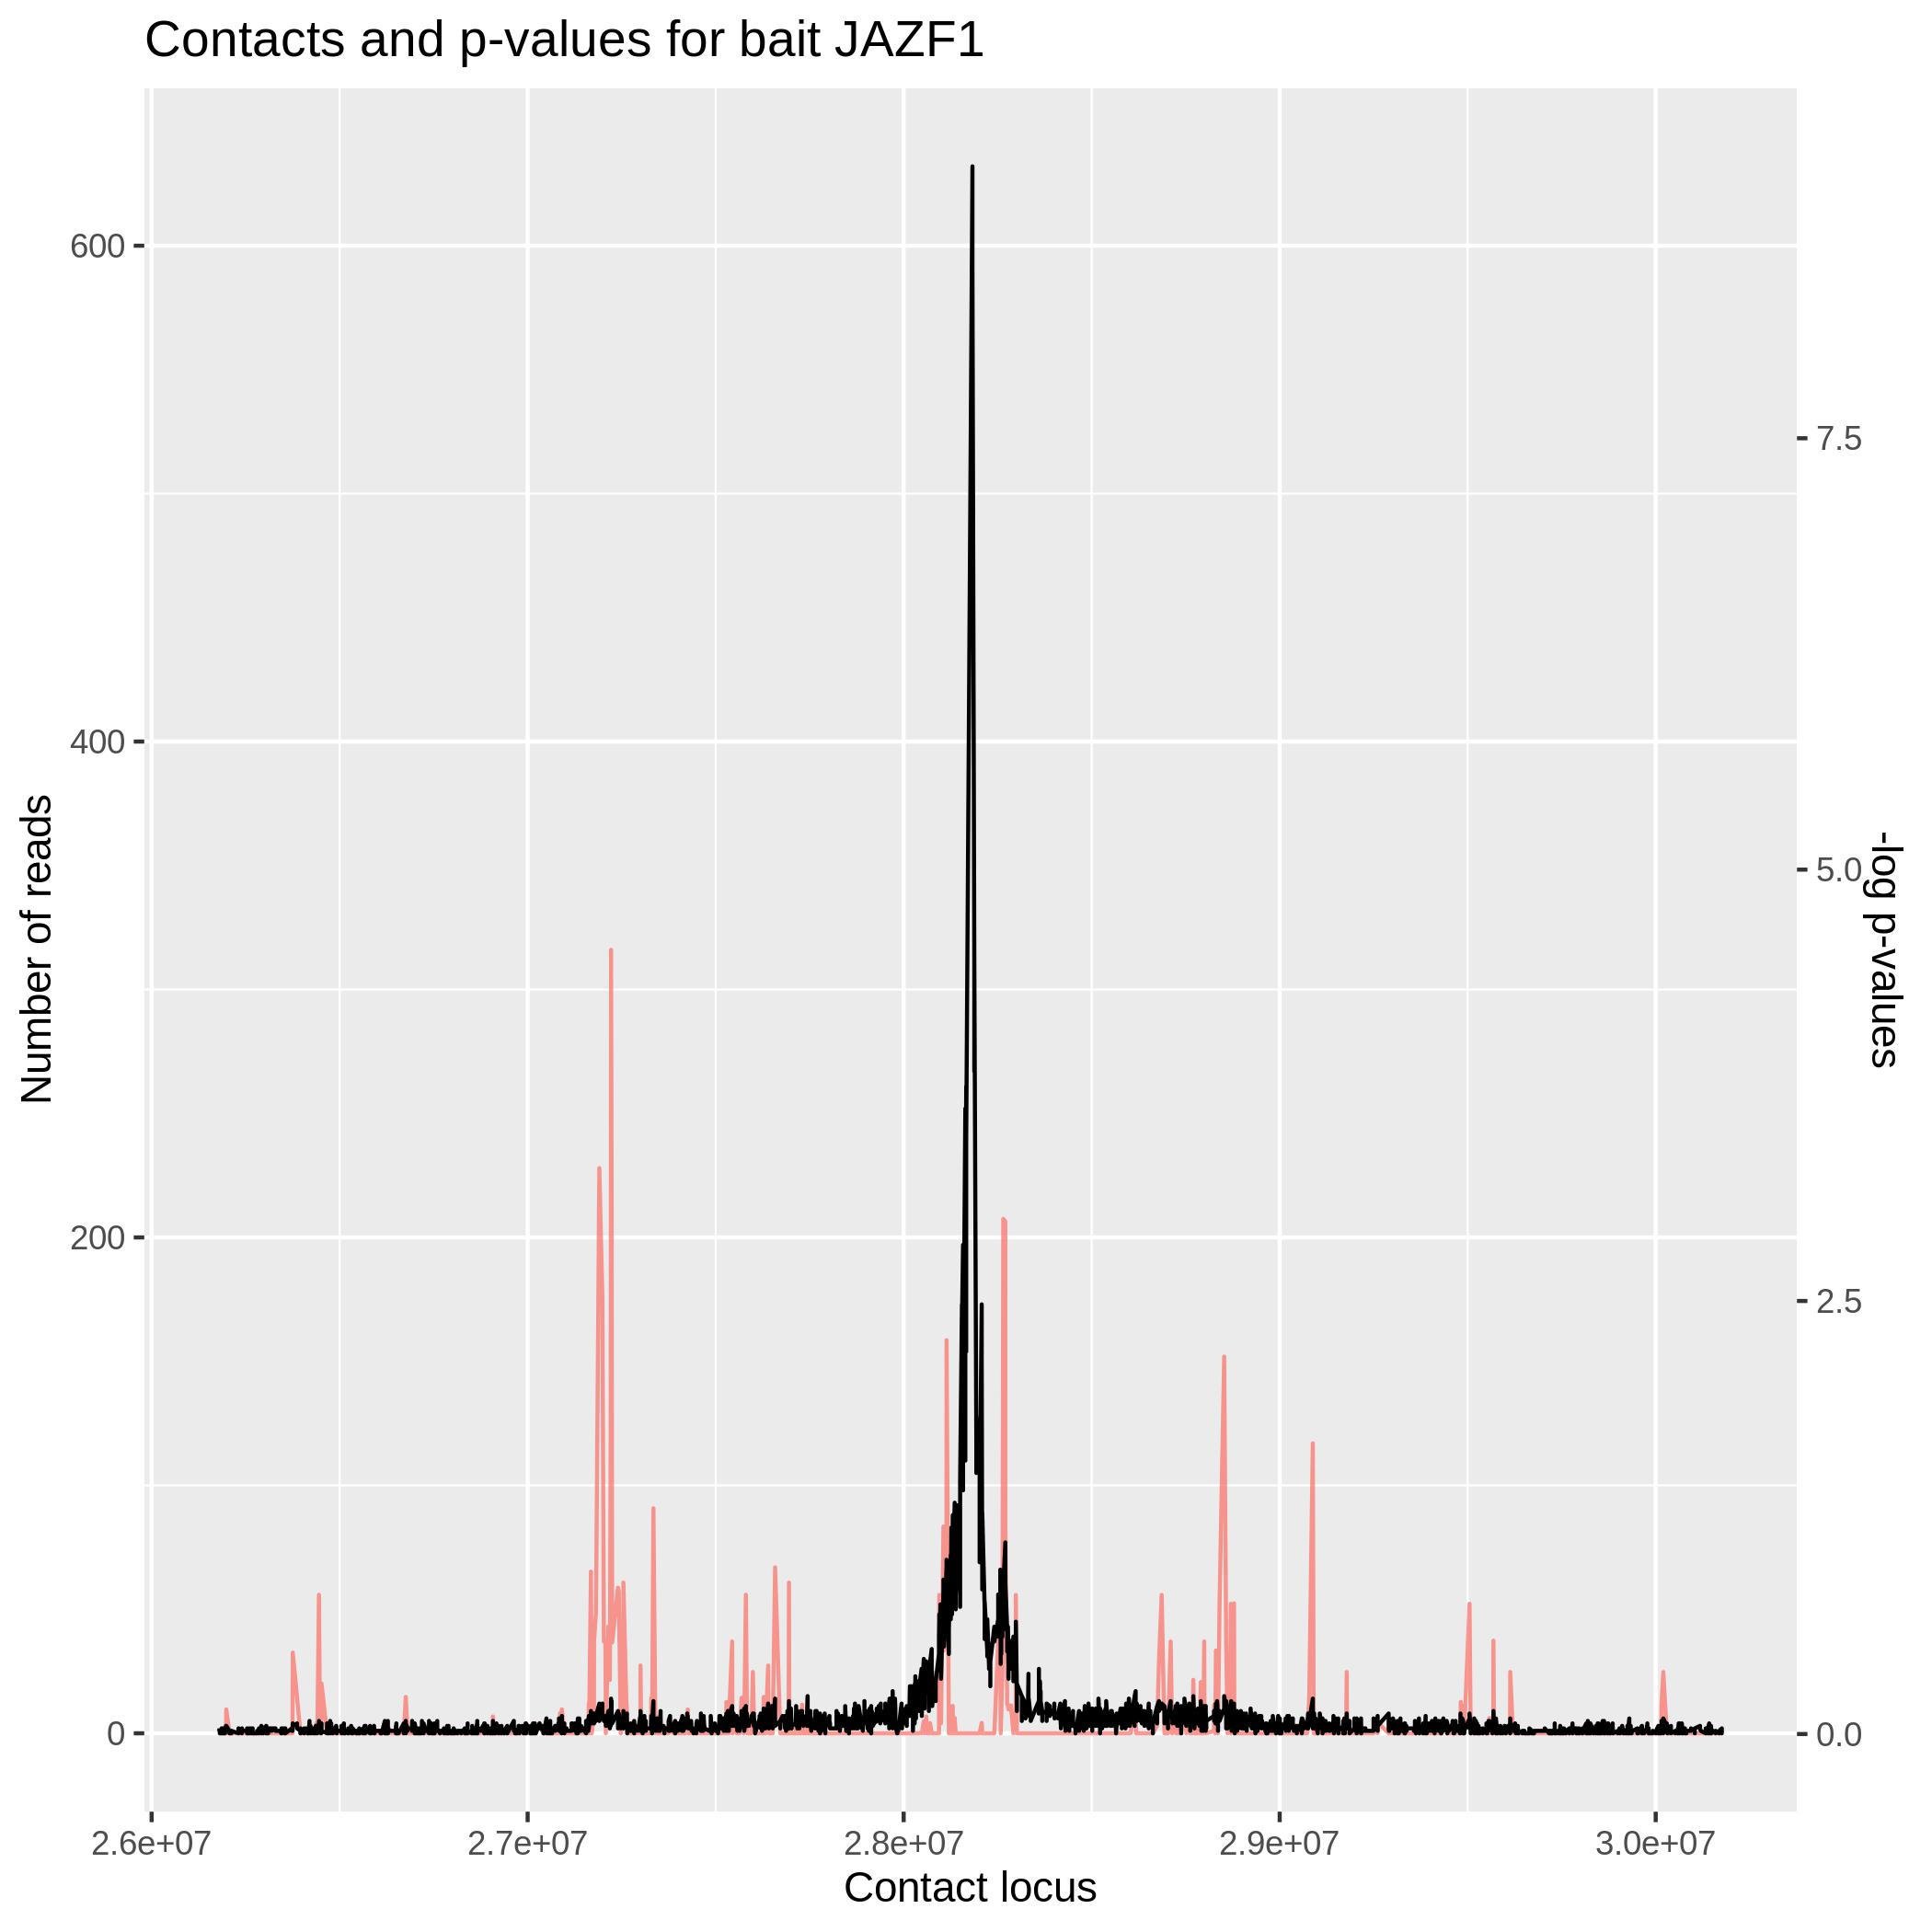 Contacts and p-values for bait JAZF1
600
400
200
0
Number of reads
7.5
5.0
2.5
0.0
-log p-values
2.6e+07
2.7e+07
2.8e+07
2.9e+07
3.0e+07
Contact locus